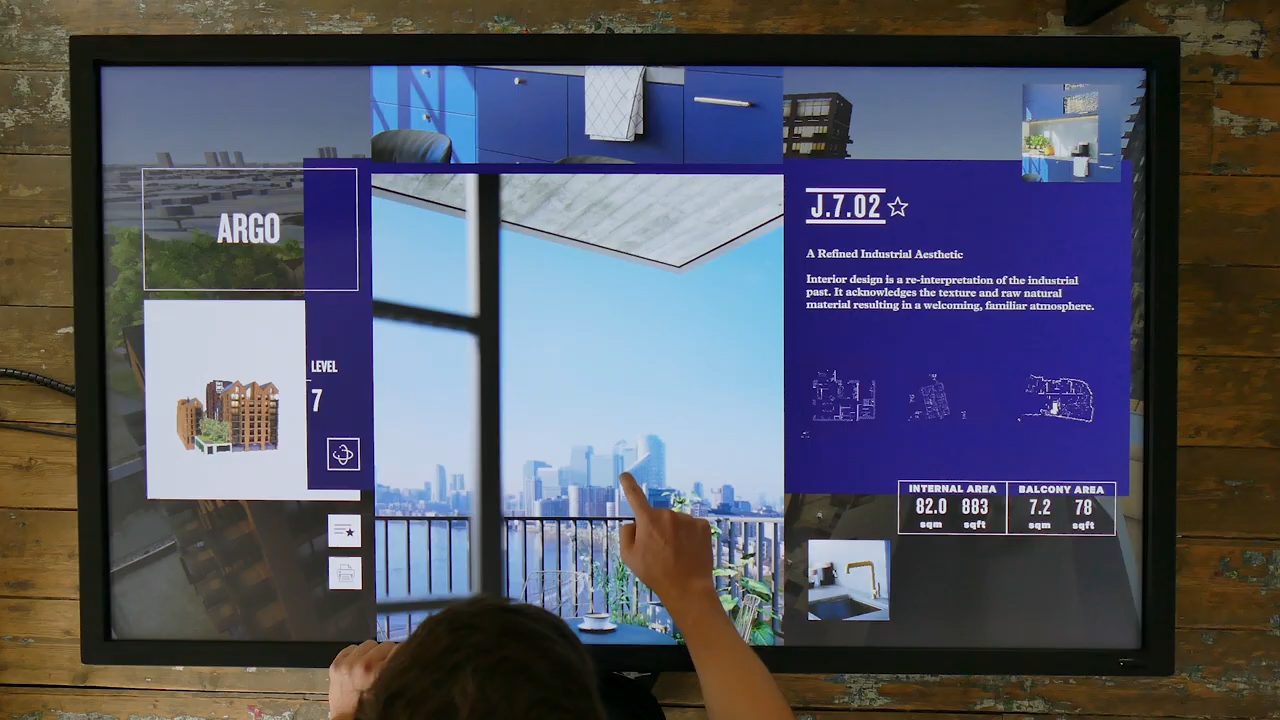 ARGO
LEVEL
7
J.7.02
A Refined Industrial Aesthetic
Interior design is a re-interpretation of the industrial
past. It acknowledges the texture and raw natural
material resulting in a welcoming, familiar atmosphere.
INTERNAL AREA
82.0 883
sqm sqft
BALCONY AREA
7.2 78
sqm sqft